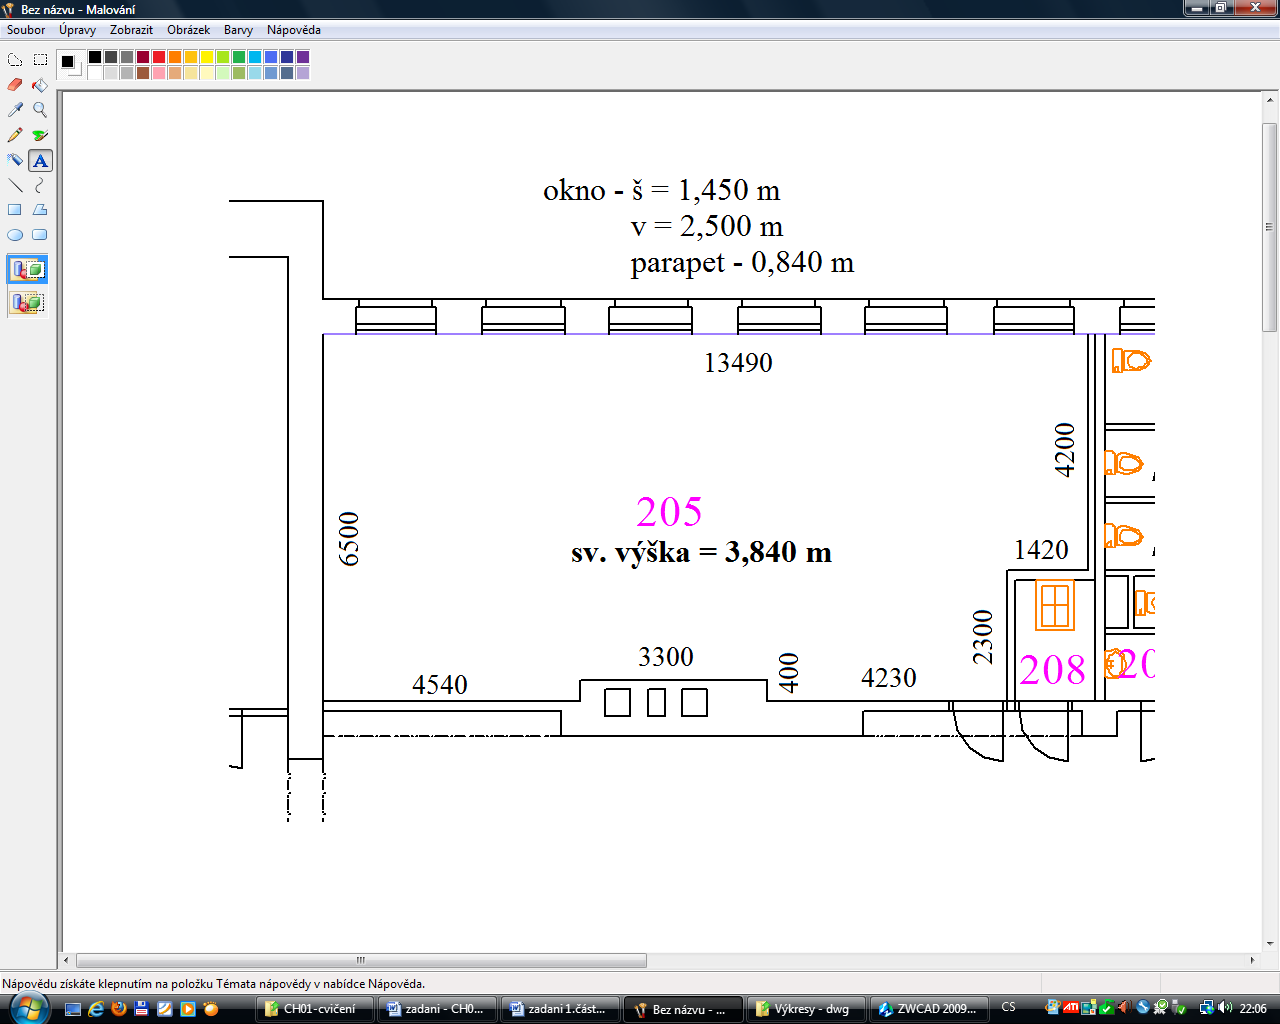 Bez názvu - Malování
Soubor Úpravy Zobrazit Obrázek Barvy Nápověda
okno - š = 1,450 m
v = 2,500 m
parapet - 0,840 m
13490
4200
6500
205
sv. výška = 3,840 m
1420
2300
3300
400
4540
4230
208
20
Nápovědu získáte klepnutím na položku Témata nápovědy v nabídce Nápověda.
CH01-cvičení
zadani - CH0...
zadani 1.část...
Bez názvu - ...
Výkresy - dwg
ZWCAD 2009...
CS
ATI
22:06